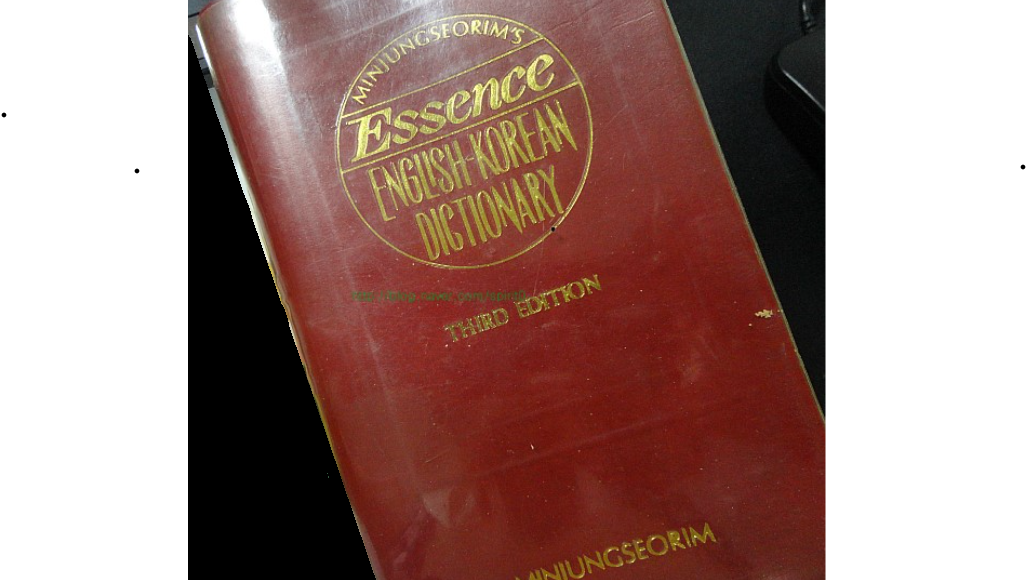 MINJUNGSEORIM'S
Essence
ENGLISH-KOREAN
DICTIONARY
THIRD EDITION
MINJUNGSEORIM